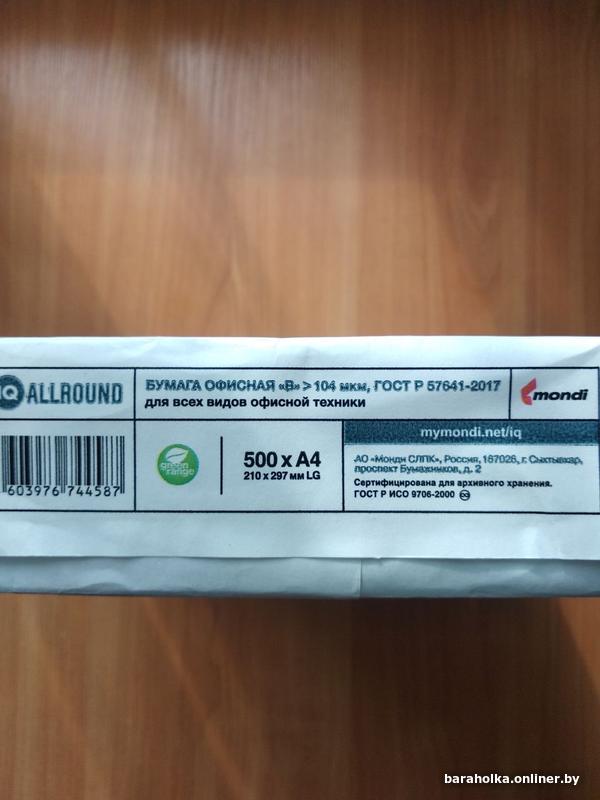 IQ ALLROUND
БУМАГА ОФИСНАЯ «В» > 104 мкм, ГОСТ Р 57641-2017
для всех видов офисной техники
mondi
603976 744587
green range
500 x A4
210 x 297 мм LG
mymondi.net/iq
АО «Монди СЛПК», Россия, 167026, г. Сыктывкар,
проспект Бумажников, д. 2
Сертифицирована для архивного хранения.
ГОСТ Р ИСО 9706-2000
baraholka.onliner.by